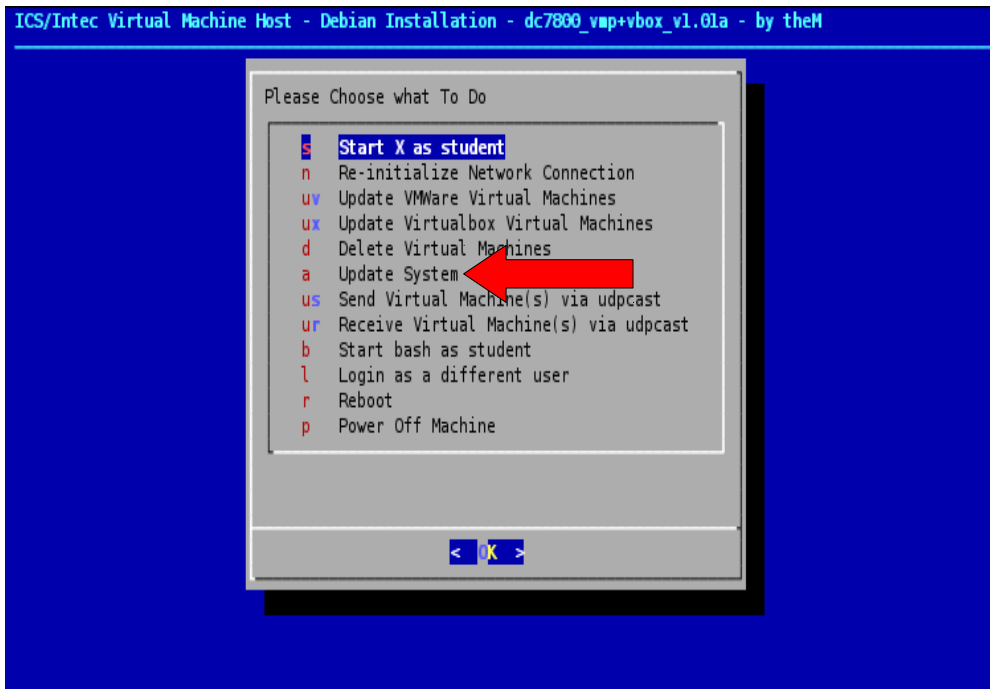 ICS/Intec Virtual Machine Host - Debian Installation - dc7800_vmp+vbox_v1.01a - by theM
Please Choose what To Do
s Start X as student
n Re-initialize Network Connection
uv Update VMWare Virtual Machines
ux Update Virtualbox Virtual Machines
d Delete Virtual Machines
a Update System
us Send Virtual Machine(s) via udpcast
ur Receive Virtual Machine(s) via udpcast
b Start bash as student
l Login as a different user
r Reboot
p Power Off Machine
< OK >